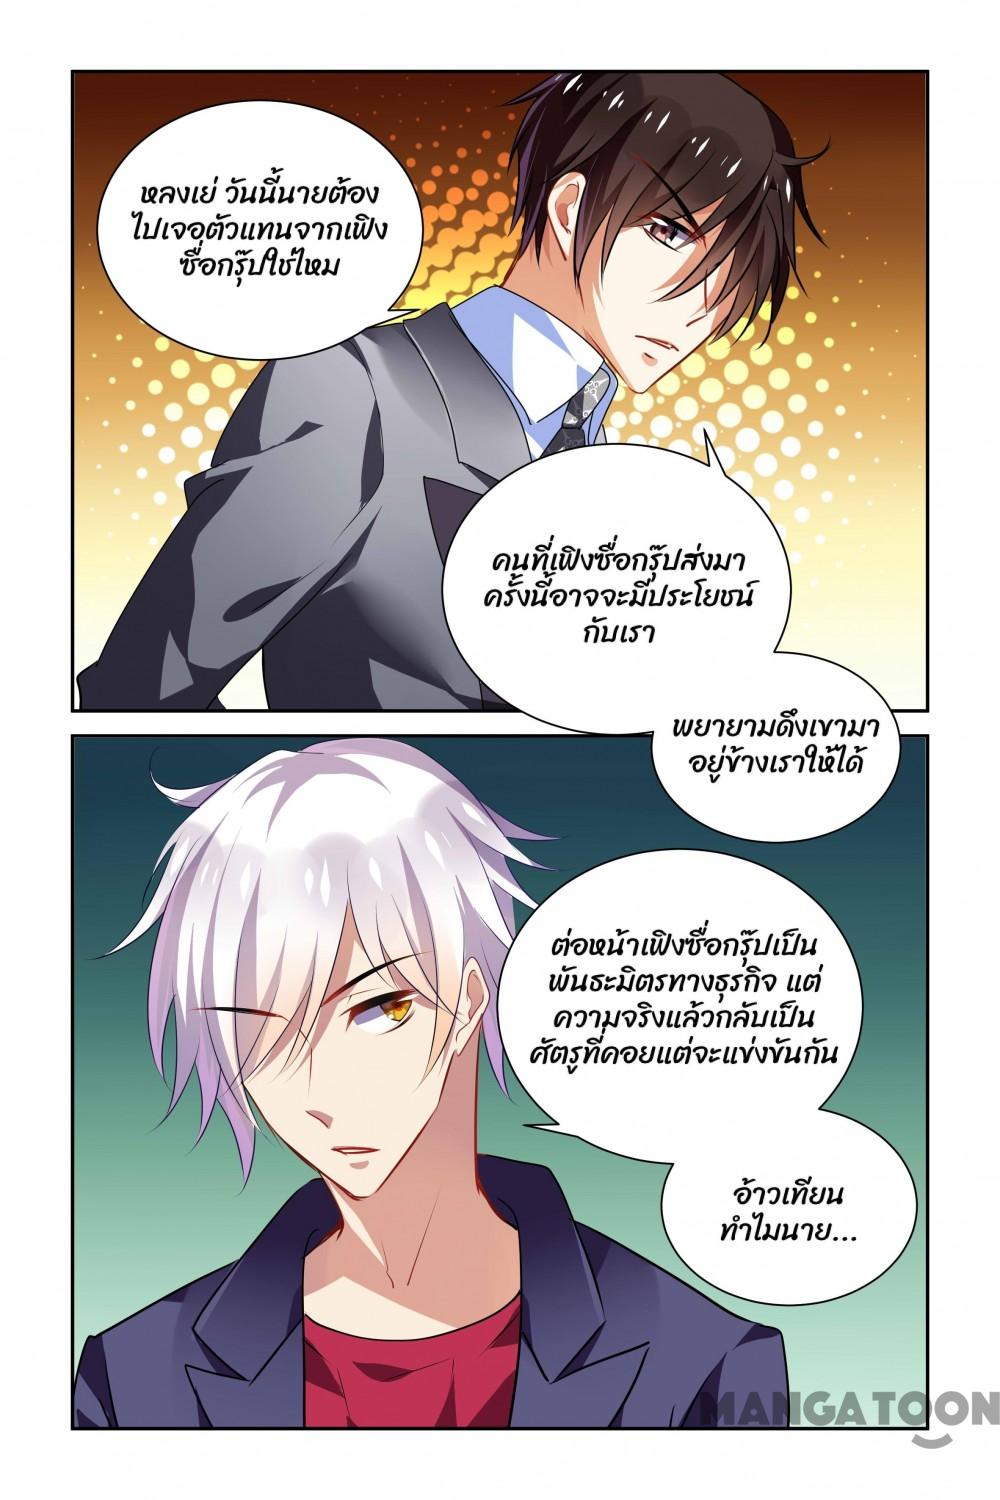 หลงเย่ วันนี้นายต้อง
ไปเจอตัวแทนจากเฟิง
ซื่อกรุ๊ปใช่ไหม
คนที่เฟิงซื่อกรุ๊ปส่งมา
ครั้งนี้อาจจะมีประโยชน์
กับเรา
พยายามดึงเขามา
อยู่ข้างเราให้ได้
ต่อหน้าเฟิงซื่อกรุ๊ปเป็น
พันธะมิตรทางธุรกิจ แต่
ความจริงแล้วกลับเป็น
ศัตรูที่คอยแต่จะแข่งขันกัน
อ้าวเทียน
ทำไมนาย...
MANGATOON